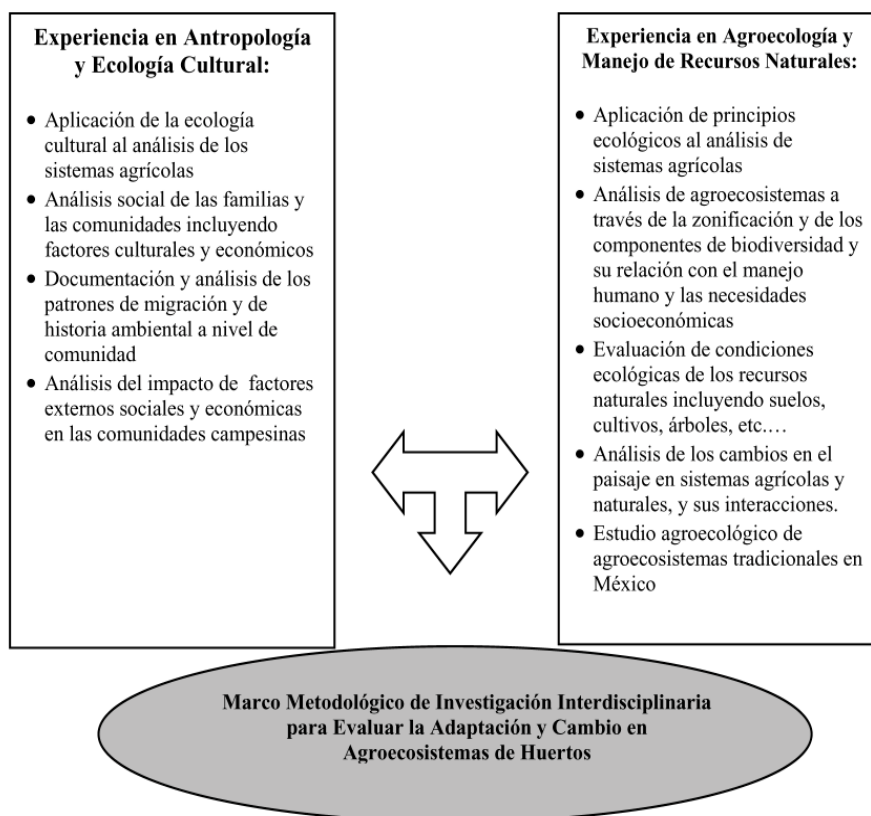 Experiencia en Antropología
y Ecología Cultural:
• Aplicación de la ecología
cultural al análisis de los
sistemas agrícolas
• Análisis social de las familias y
las comunidades incluyendo
factores culturales y económicos
• Documentación y análisis de los
patrones de migración y de
historia ambiental a nivel de
comunidad
• Análisis del impacto de factores
externos sociales y económicas
en las comunidades campesinas
Experiencia en Agroecología y
Manejo de Recursos Naturales:
• Aplicación de principios
ecológicos al análisis de
sistemas agrícolas
• Análisis de agroecosistemas a
través de la zonificación y de los
componentes de biodiversidad y
su relación con el manejo
humano y las necesidades
socioeconómicas
• Evaluación de condiciones
ecológicas de los recursos
naturales incluyendo suelos,
cultivos, árboles, etc.…
• Análisis de los cambios en el
paisaje en sistemas agrícolas y
naturales, y sus interacciones.
• Estudio agroecológico de
agroecosistemas tradicionales en
México
Marco Metodológico de Investigación Interdisciplinaria
para Evaluar la Adaptación y Cambio en
Agroecosistemas de Huertos